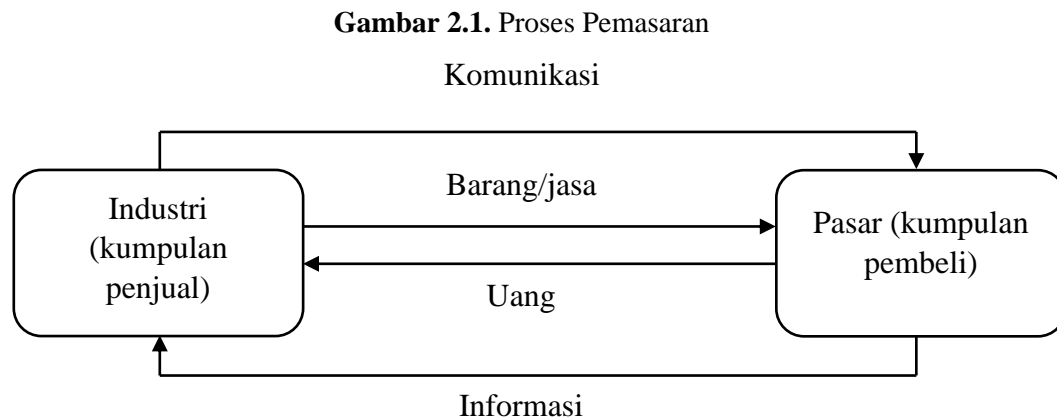 Gambar 2.1. Proses Pemasaran
Komunikasi
Barang/jasa
Industri
(kumpulan
penjual)
Pasar (kumpulan
pembeli)
Uang
Informasi